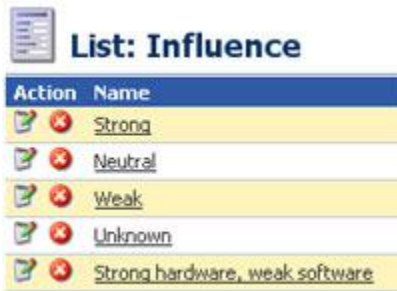 List: Influence
Action Name
Strong
Neutral
Weak
Unknown
Strong hardware, weak software